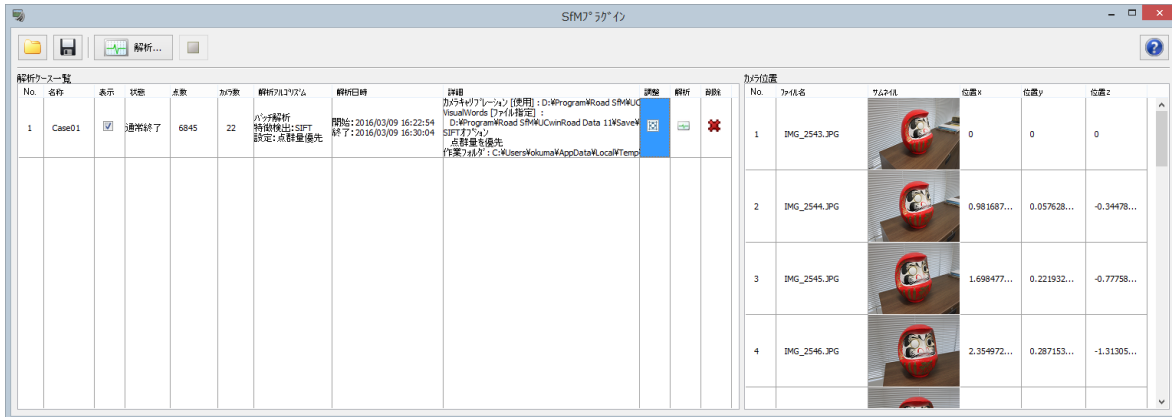 SfMﾌﾟﾗｸﾞｲﾝ
解析...
解析ｹｰｽ一覧
No. 名称 表示 状態 点数 ｶﾒﾗ数 解析ｱﾙｺﾞﾘｽﾞﾑ 解析日時 詳細 調整 解析 削除
1 Case01 通常終了 6845 22
ﾊﾞｯﾁ解析
特徴検出:SIFT
設定:点群量優先
開始:2016/03/09 16:22:54
終了:2016/03/09 16:30:04
ｶﾒﾗｷｬﾘﾌﾞﾚｰｼｮﾝ [(使用] : D:¥Program¥Road SfM¥UC
VisualWords [ﾌｧｲﾙ指定] :
D:¥Program¥Road SfM¥UCwinRoad Data 11¥Save¥
SIFTｵﾌﾟｼｮﾝ
点群量を優先
作業ﾌｫﾙﾀﾞ : C:¥Users¥okuma¥AppData¥Local¥Temp
ｶﾒﾗ位置
No. ﾌｧｲﾙ名 ｻﾑﾈｲﾙ 位置x 位置y 位置z
1 IMG_2543.JPG 0 0 0
2 IMG_2544.JPG 0.981687... 0.057628... -0.34478...
3 IMG_2545.JPG 1.698477... 0.221932... -0.77758...
4 IMG_2546.JPG 2.354972... 0.287153... -1.31305...